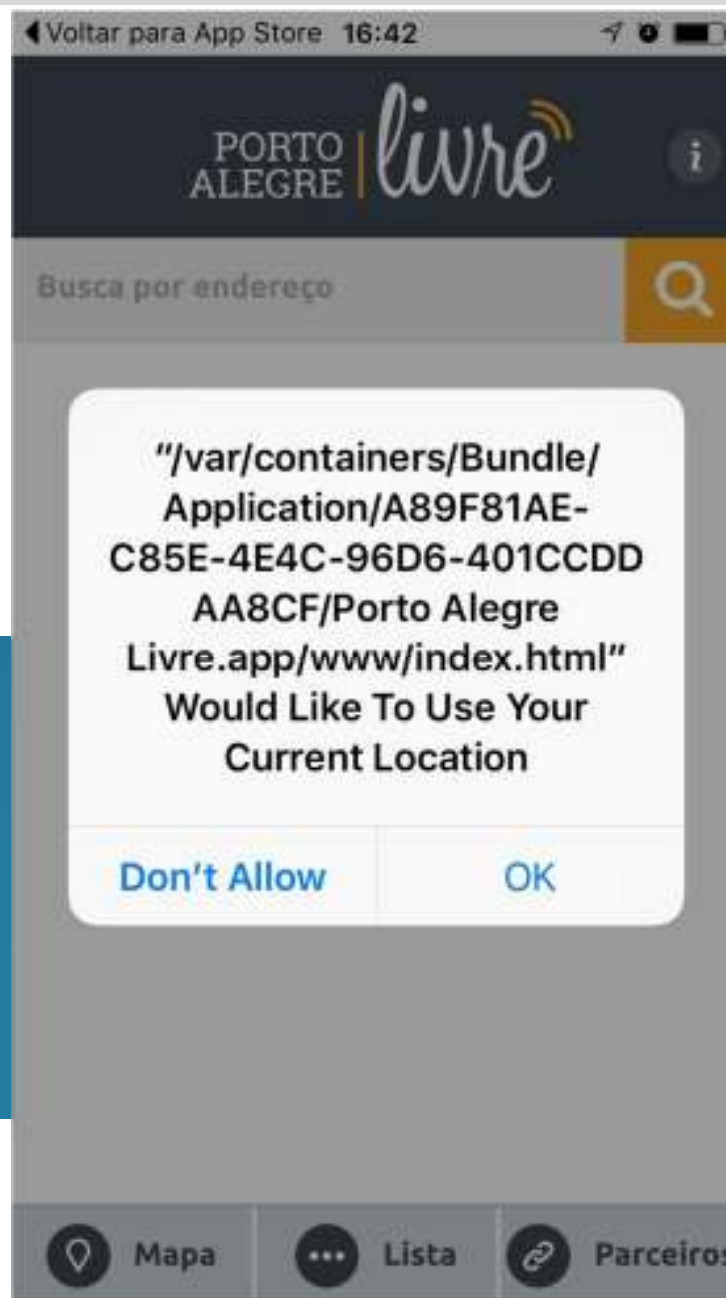 Voltar para App Store 16:42
PORTO
ALEGRE
livre
i
Busca por endereço
"/var/containers/Bundle/
Application/A89F81AE-
C85E-4E4C-96D6-401CCDD
AA8CF/Porto Alegre
Livre.app/www/index.html"
Would Like To Use Your
Current Location
Don't Allow OK
Mapa Lista Parceiros